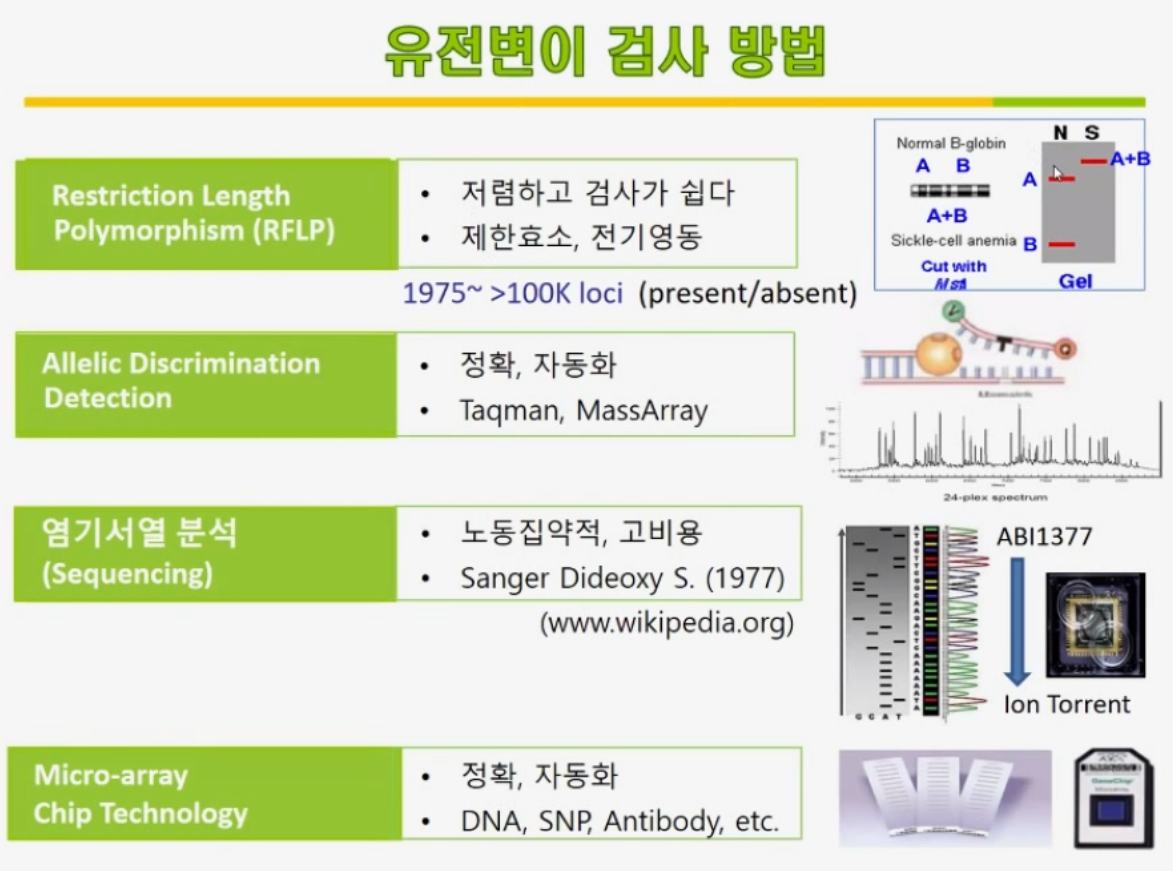 유전변이 검사 방법
Restriction Length
Polymorphism (RFLP)
• 저렴하고 검사가 쉽다
• 제한효소, 전기영동
1975~ >100K loci (present/absent)
Normal B-globin
A B
A+B
Sickle-cell anemia
Cut with
N S
A+B
A
B
Gel
Allelic Discrimination
Detection
• 정확, 자동화
• Taqman, MassArray
24-plex spectrum
염기서열 분석
(Sequencing)
• 노동집약적, 고비용
• Sanger Dideoxy S. (1977)
(www.wikipedia.org)
G C A T
ABI1377
Ion Torrent
Micro-array
Chip Technology
• 정확, 자동화
• DNA, SNP, Antibody, etc.
GeneChip